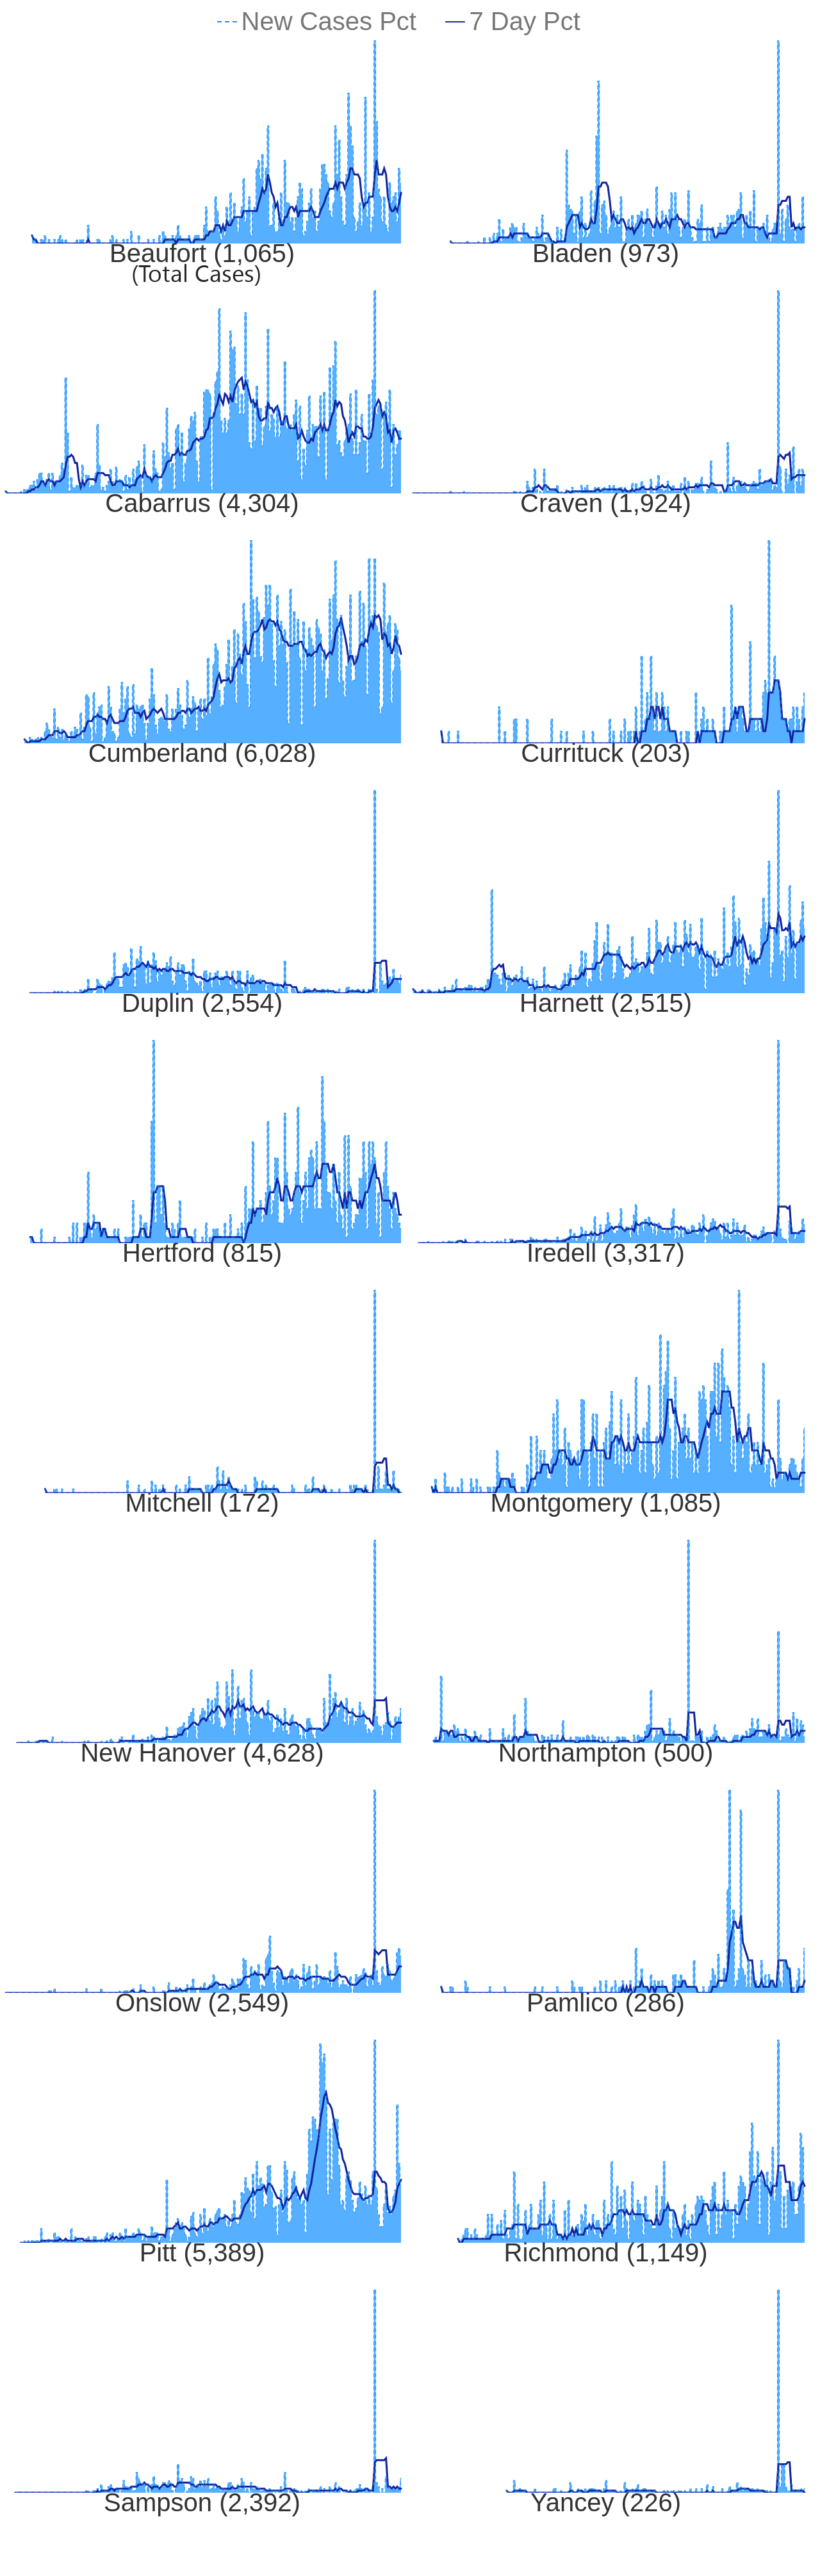 New Cases Pct 7 Day Pct
Beaufort (1,065) Bladen (973)
(Total Cases)
Cabarrus (4,304) Craven (1,924)
Cumberland (6,028) Currituck (203)
Duplin (2,554) Harnett (2,515)
Hertford (815) Iredell (3,317)
Mitchell (172) Montgomery (1,085)
New Hanover (4,628) Northampton (500)
Onslow (2,549) Pamlico (286)
Pitt (5,389) Richmond (1,149)
Sampson (2,392) Yancey (226)